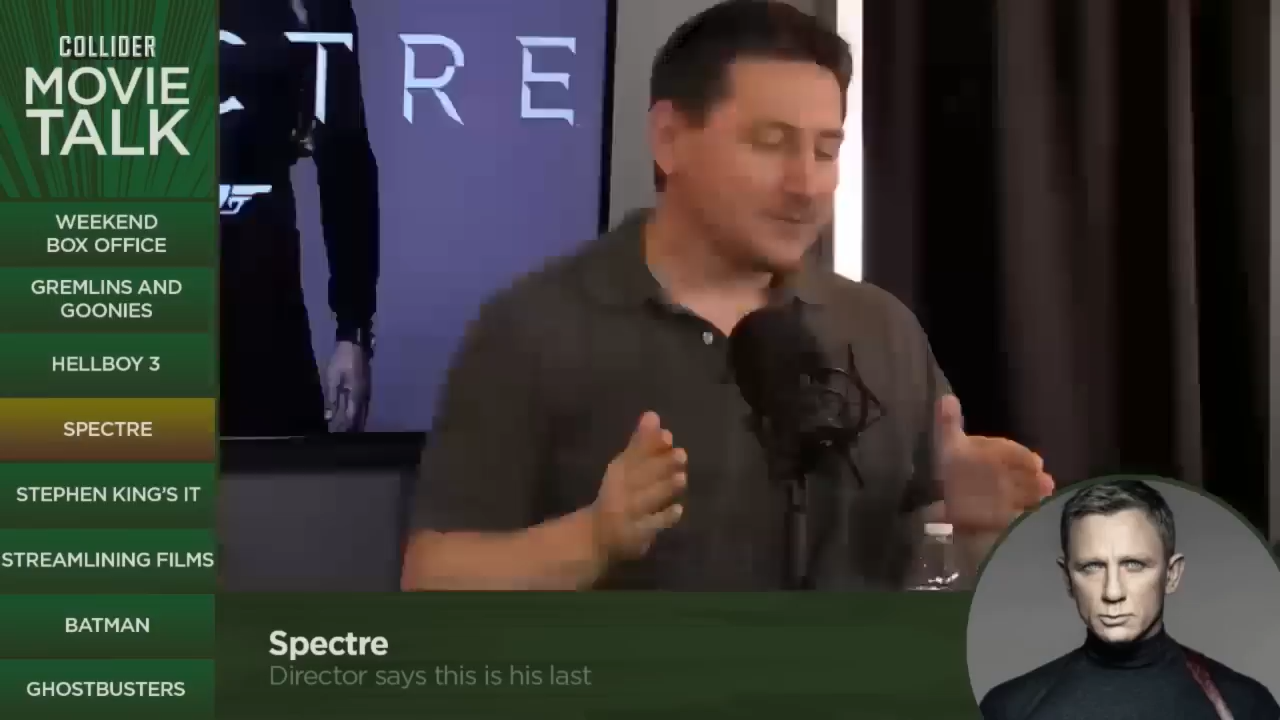 COLLIDER
MOVIE
TALK
WEEKEND
BOX OFFICE
GREMLINS AND
GOONIES
HELLBOY 3
SPECTRE
STEPHEN KING'S IT
STREAMLINING FILMS
BATMAN
GHOSTBUSTERS
CTRE
Spectre
Director says this is his last